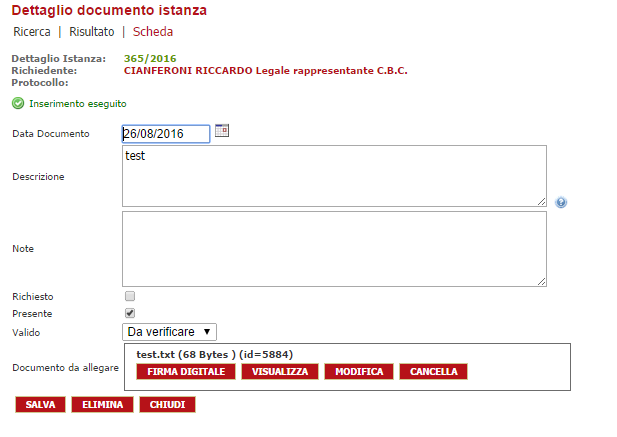 Dettaglio documento istanza
Ricerca | Risultato | Scheda
Dettaglio Istanza: 365/2016
Richiedente: CIANFERONI RICCARDO Legale rappresentante C.B.C.
Protocollo:
Inserimento eseguito
Data Documento 26/08/2016
test
Descrizione
Note
Richiesto
Presente
Valido Da verificare
test.txt (68 Bytes ) (id=5884)
Documento da allegare
FIRMA DIGITALE VISUALIZZA MODIFICA CANCELLA
SALVA ELIMINA CHIUDI